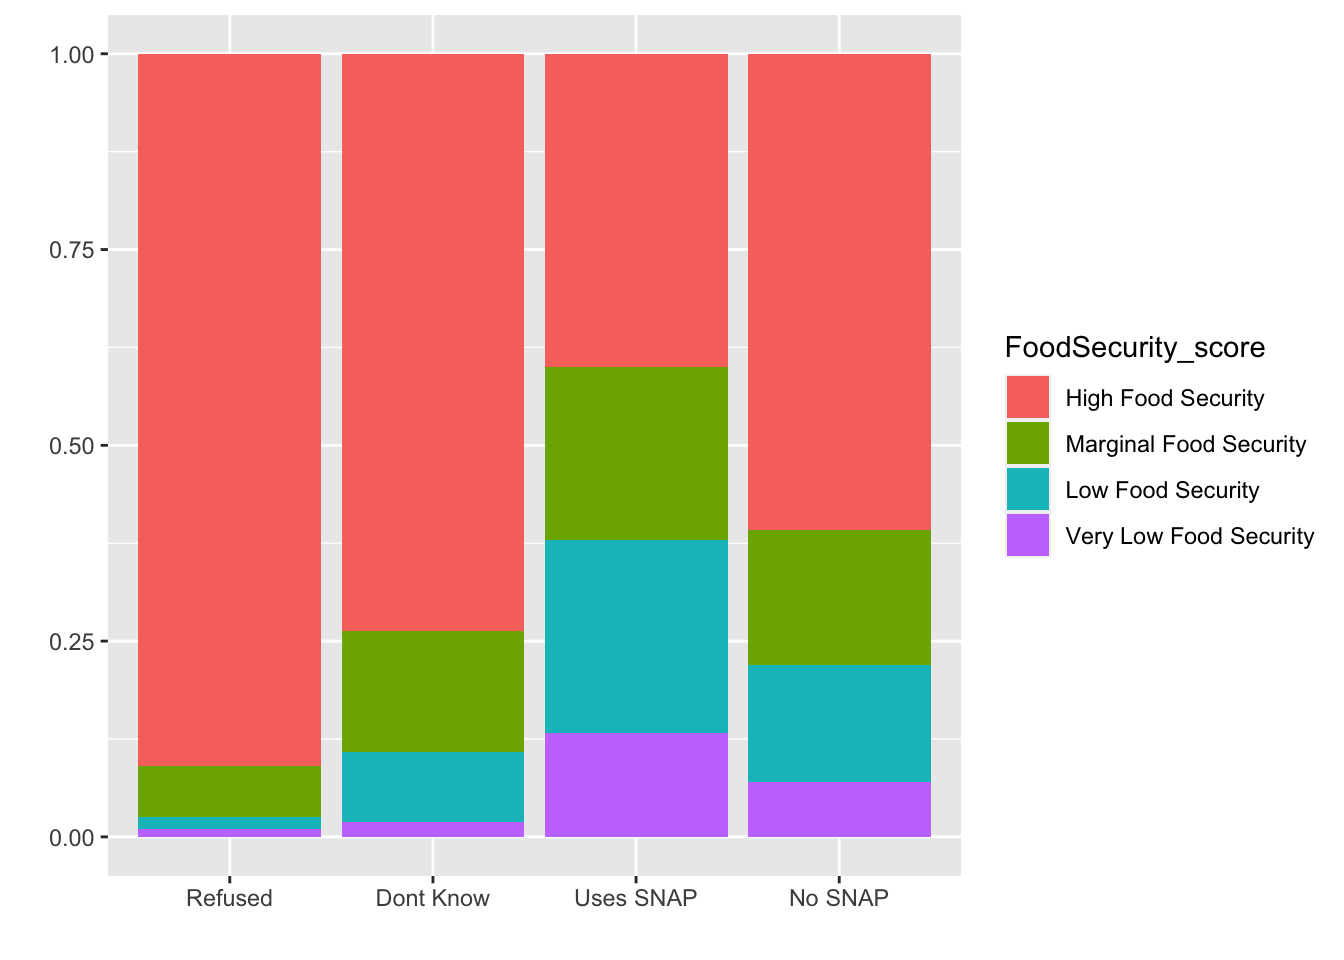 1.00
0.75
0.50
0.25
0.00
Refused
Dont Know
Uses SNAP
No SNAP
FoodSecurity_score
High Food Security
Marginal Food Security
Low Food Security
Very Low Food Security